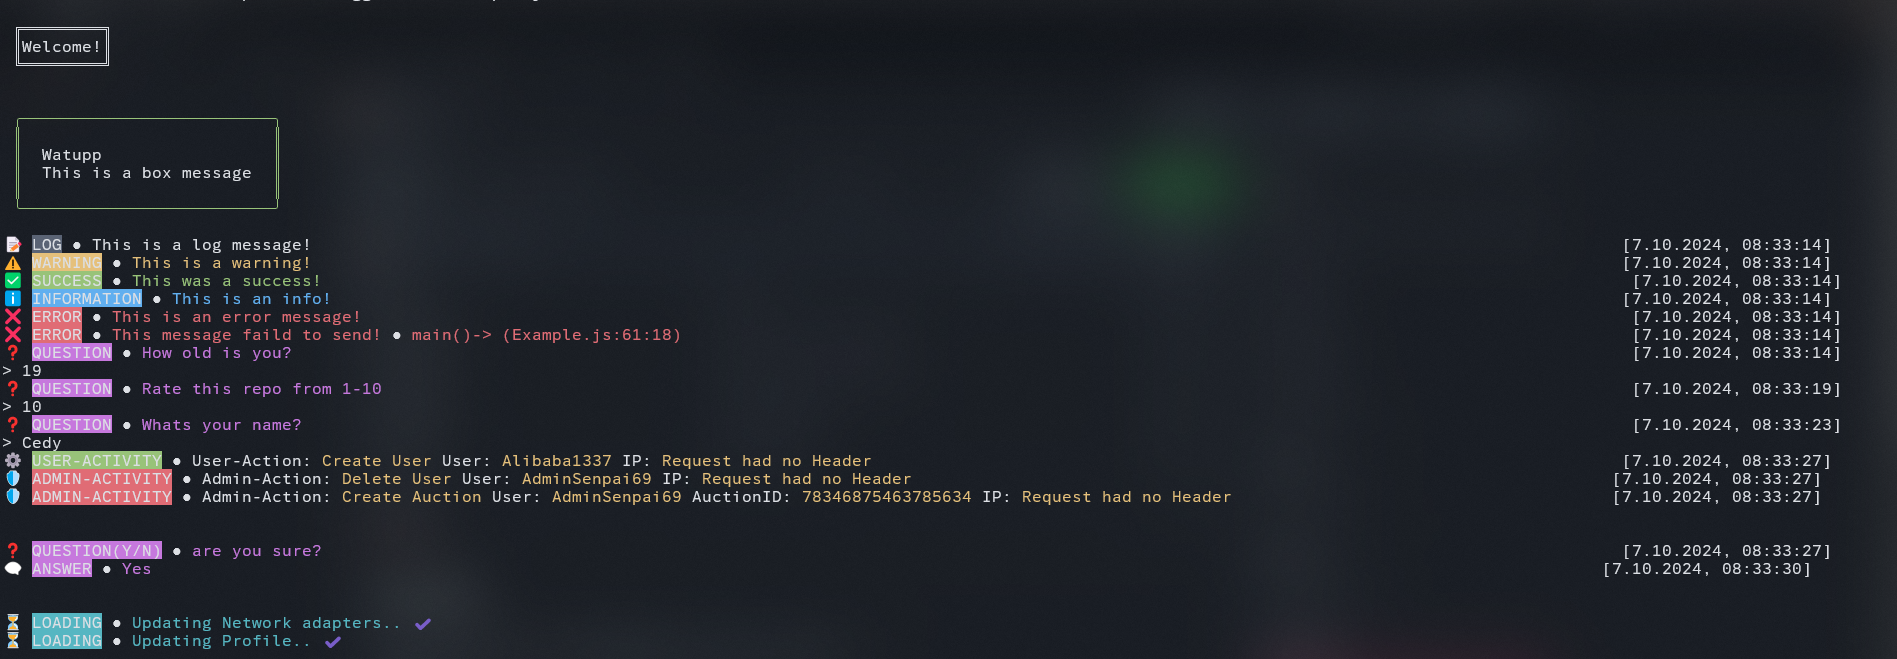 Welcome!
Watupp
This is a box message
LOG ● This is a log message! [7.10.2024, 08:33:14]
WARNING ● This is a warning! [7.10.2024, 08:33:14]
SUCCESS ● This was a success! [7.10.2024, 08:33:14]
INFORMATION ● This is an info! [7.10.2024, 08:33:14]
ERROR ● This is an error message! [7.10.2024, 08:33:14]
ERROR ● This message faild to send! ● main()-> (Example.js:61:18) [7.10.2024, 08:33:14]
QUESTION ● How old is you? [7.10.2024, 08:33:14]
> 19
QUESTION ● Rate this repo from 1-10 [7.10.2024, 08:33:19]
> 10
QUESTION ● Whats your name? [7.10.2024, 08:33:23]
> Cedy
USER-ACTIVITY ● User-Action: Create User User: Alibaba1337 IP: Request had no Header [7.10.2024, 08:33:27]
ADMIN-ACTIVITY ● Admin-Action: Delete User User: AdminSenpai69 IP: Request had no Header [7.10.2024, 08:33:27]
ADMIN-ACTIVITY ● Admin-Action: Create Auction User: AdminSenpai69 AuctionID: 78346875463785634 IP: Request had no Header [7.10.2024, 08:33:27]
QUESTION(Y/N) ● are you sure? [7.10.2024, 08:33:27]
ANSWER ● Yes [7.10.2024, 08:33:30]
LOADING ● Updating Network adapters.. ✔
LOADING ● Updating Profile.. ✔